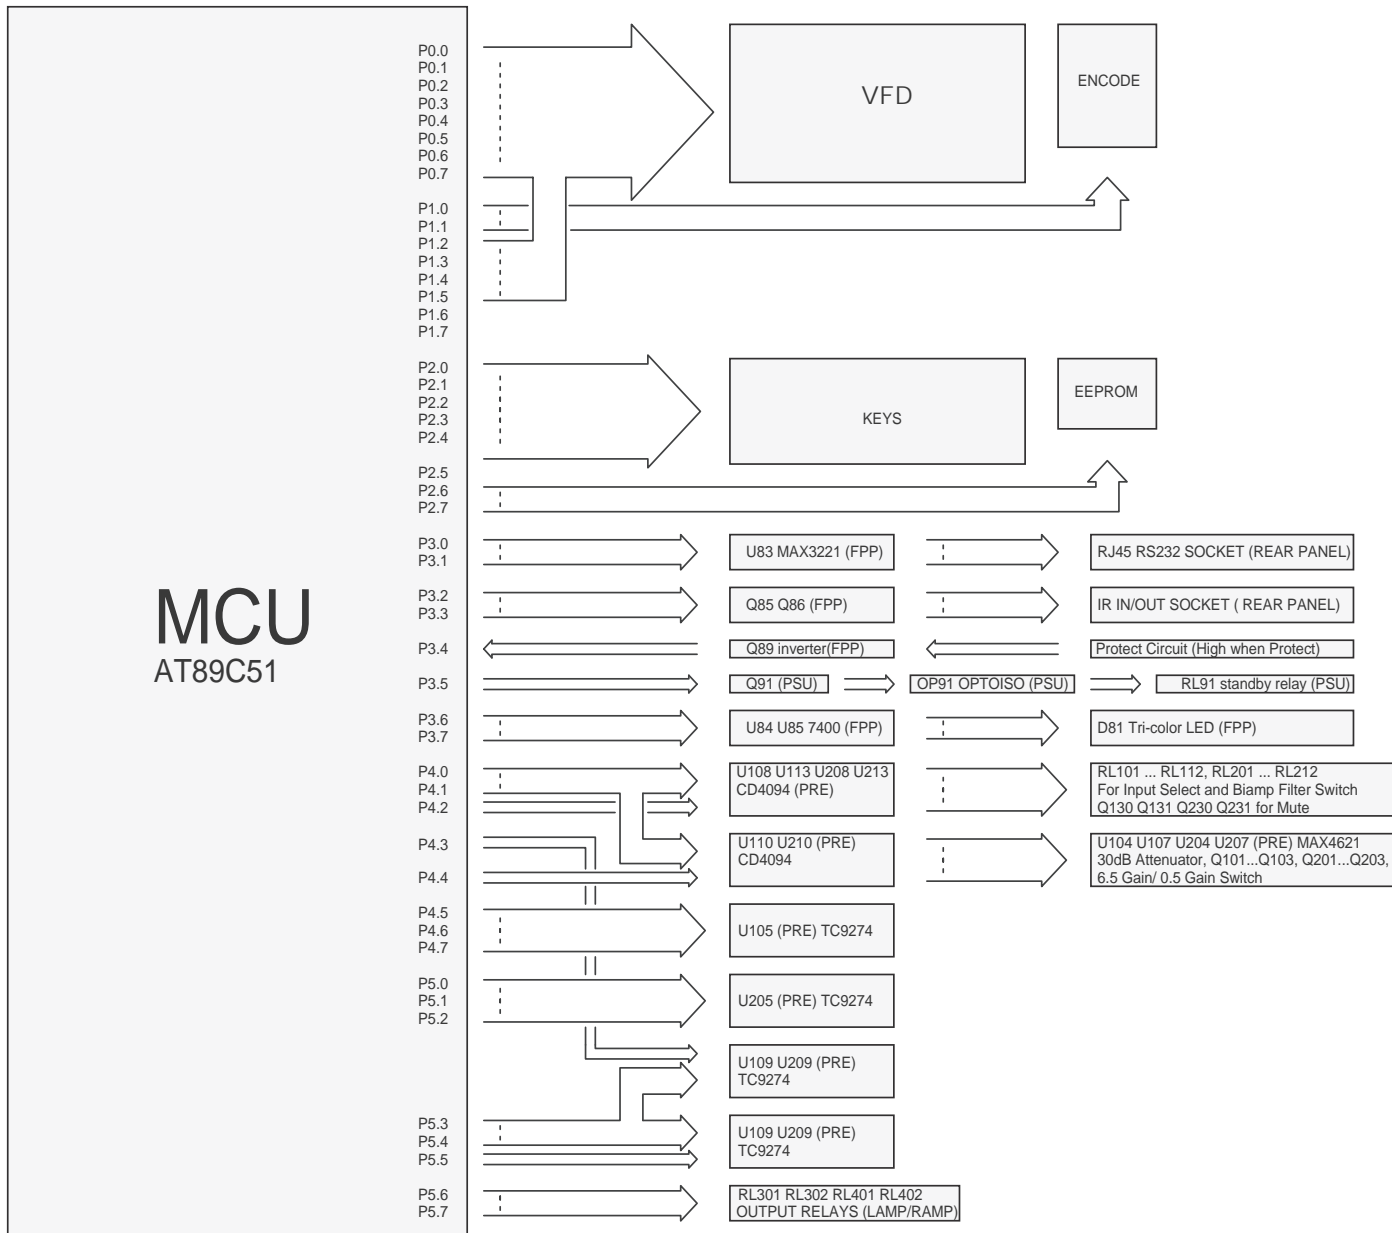 MCU
AT89C51
P0.0
P0.1
P0.2
P0.3
P0.4
P0.5
P0.6
P0.7
P1.0
P1.1
P1.2
P1.3
P1.4
P1.5
P1.6
P1.7
P2.0
P2.1
P2.2
P2.3
P2.4
P2.5
P2.6
P2.7
P3.0
P3.1
P3.2
P3.3
P3.4
P3.5
P3.6
P3.7
P4.0
P4.1
P4.2
P4.3
P4.4
P4.5
P4.6
P4.7
P5.0
P5.1
P5.2
P5.3
P5.4
P5.5
P5.6
P5.7
VFD
ENCODE
KEYS
EEPROM
U83 MAX3221 (FPP)
RJ45 RS232 SOCKET (REAR PANEL)
Q85 Q86 (FPP)
IR IN/OUT SOCKET ( REAR PANEL)
Q89 inverter(FPP)
Protect Circuit (High when Protect)
Q91 (PSU)
OP91 OPTOISO (PSU)
RL91 standby relay (PSU)
U84 U85 7400 (FPP)
D81 Tri-color LED (FPP)
U108 U113 U208 U213
CD4094 (PRE)
RL101 ... RL112, RL201 ... RL212
For Input Select and Biamp Filter Switch
Q130 Q131 Q230 Q231 for Mute
U110 U210 (PRE)
CD4094
U104 U107 U204 U207 (PRE) MAX4621
30dB Attenuator, Q101...Q103, Q201...Q203,
6.5 Gain/ 0.5 Gain Switch
U105 (PRE) TC9274
U205 (PRE) TC9274
U109 U209 (PRE)
TC9274
U109 U209 (PRE)
TC9274
RL301 RL302 RL401 RL402
OUTPUT RELAYS (LAMP/RAMP)